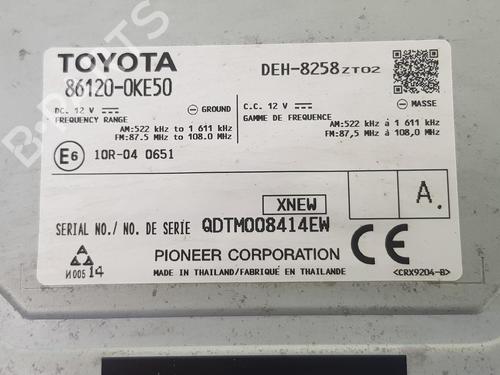 TOYOTA
86120-0KE50
DEH-8258ZT02
DC. 12 V
GROUND
FREQUENCY RANGE
AM:522 kHz to 1 611 kHz
FM:87.5 MHz to 108.0 MHz
C.C. 12 V
MASSE
GAMME DE FREQUENCY
AM:522 kHz à 1 611 kHz
FM:87,5 MHz à 108,0 MHz
E6 10R-04 0651
XNEW
A.
SERIAL NO./ NO. DE SERIE QDTM008414EW
N005 14
PIONEER CORPORATION
CE
MADE IN THAILAND/FABRIQUÉ EN THAILANDE
<CRX9204-B>